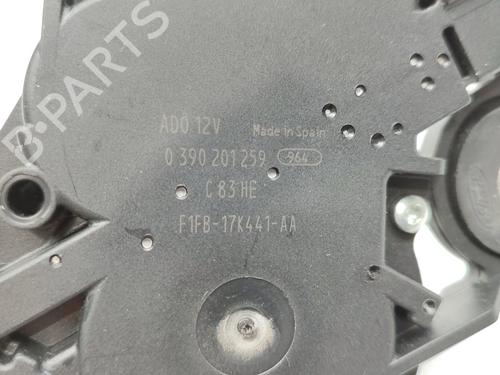 B-PARTS
ADO 12V Made in Spain
0 390 201 259 964
C 83 HE
F1FB-17K441-AA